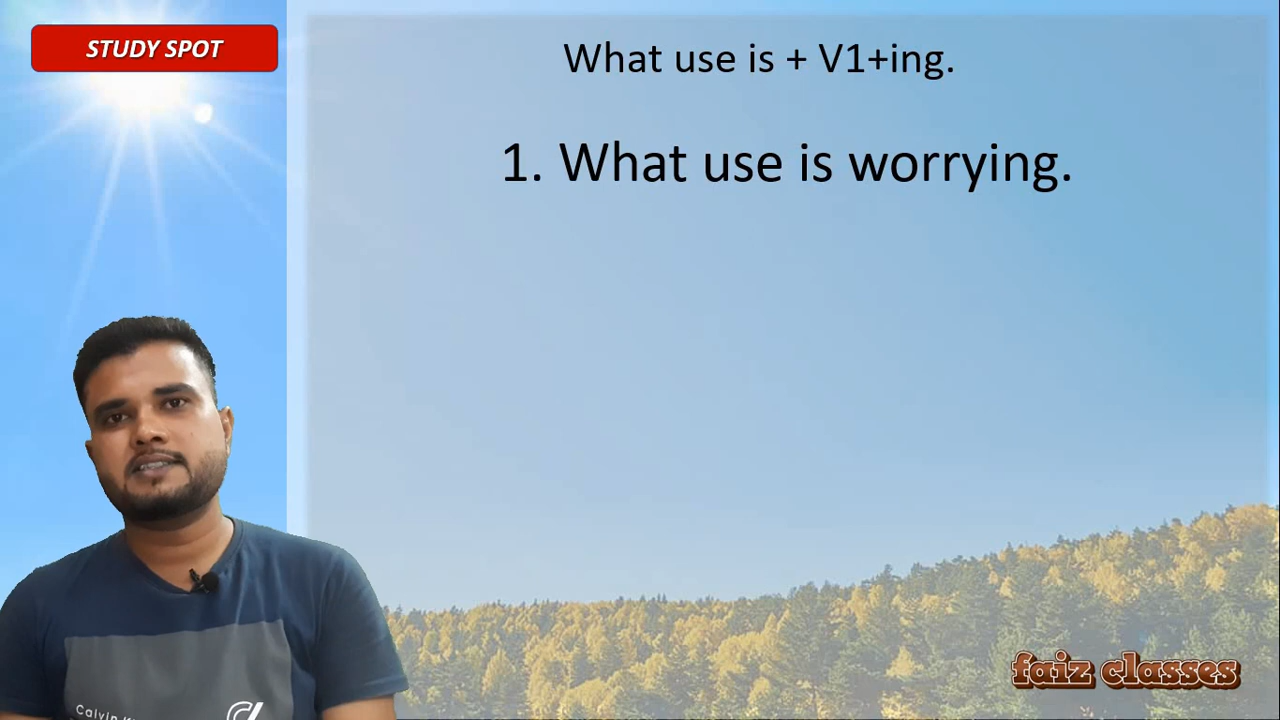 STUDY SPOT
What use is + V1+ing.
1. What use is worrying.
faiz classes